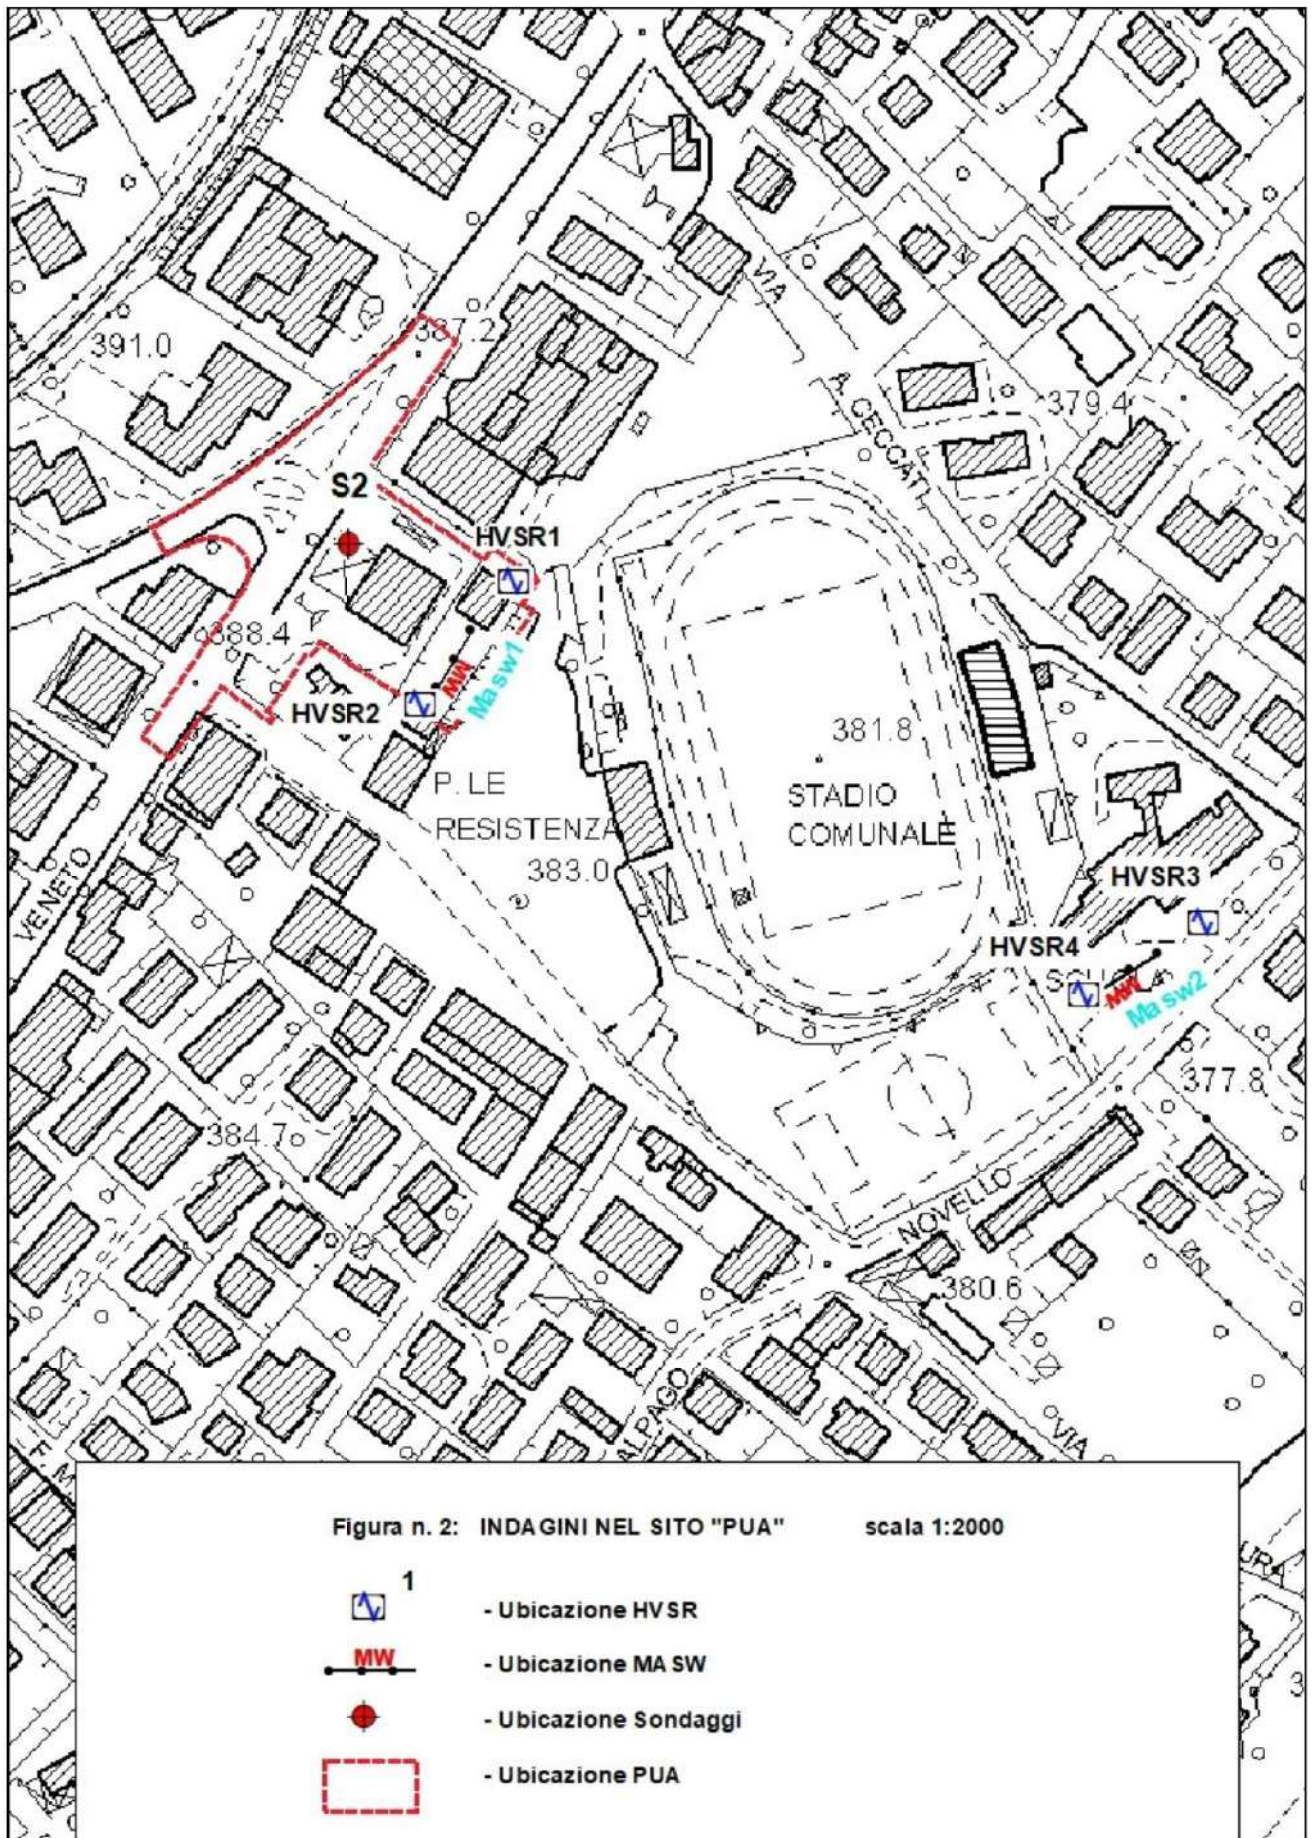 387.2
391.0
VIA
A. CECCATI
379.4
S2
HVSR1
388.4
MW
Masw1
HVSR2
381.8
P.LE
RESISTENZA
383.0
STADIO
COMUNALE
VENETO
HVSR3
HVSR4
SCUOLA
MW
Masw2
377.8
384.7
NOVELLO
380.6
ALPAGO
VIA
F. M
URA
3
Figura n. 2: INDAGINI NEL SITO "PUA" scala 1:2000
1
- Ubicazione HVSR
MW
- Ubicazione MASW
- Ubicazione Sondaggi
- Ubicazione PUA